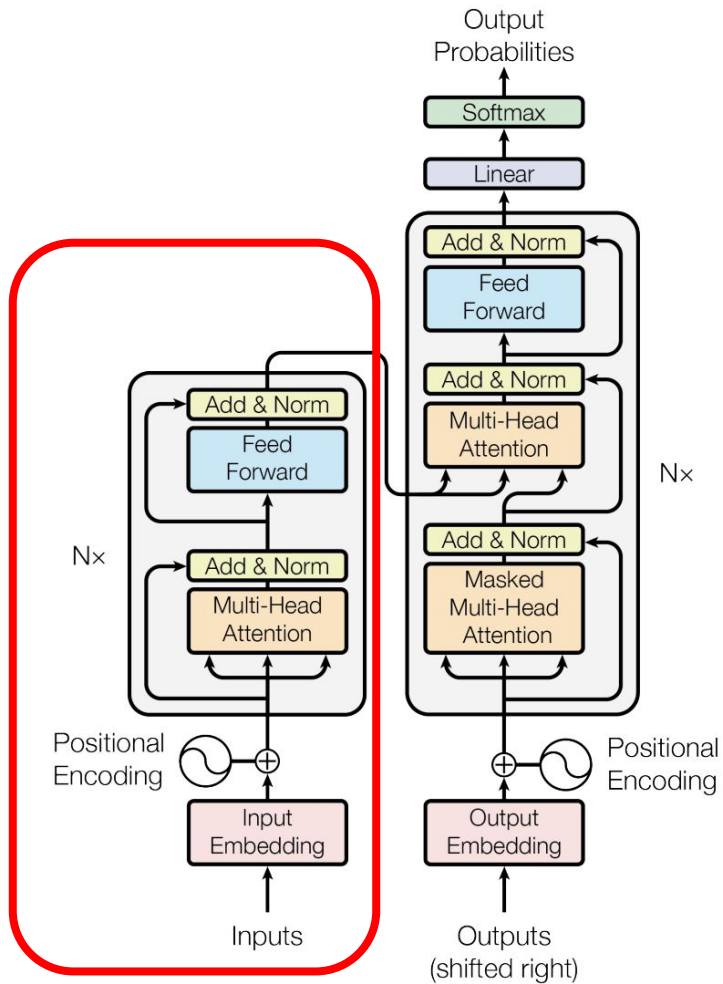 Output
Probabilities
Softmax
Linear
Add & Norm
Feed
Forward
Add & Norm
Multi-Head
Attention
Nx
Add & Norm
Masked
Multi-Head
Attention
Positional
Encoding
Output
Embedding
Outputs
(shifted right)
Add & Norm
Feed
Forward
Nx
Add & Norm
Multi-Head
Attention
Positional
Encoding
Input
Embedding
Inputs